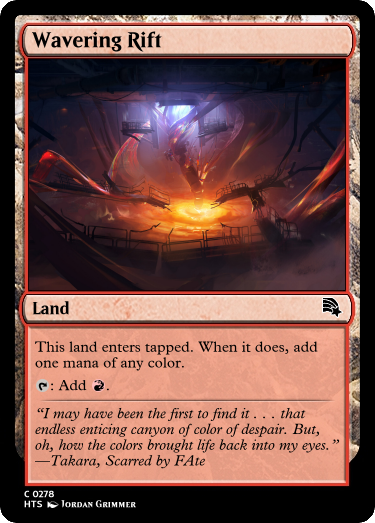 Wavering Rift
Land
This land enters tapped. When it does, add
one mana of any color.
: Add .
“I may have been the first to find it . . . that
endless enticing canyon of color of despair. But,
oh, how the colors brought life back into my eyes.”
—Takara, Scarred by FAte
C 0278
HTS Jordan Grimmer